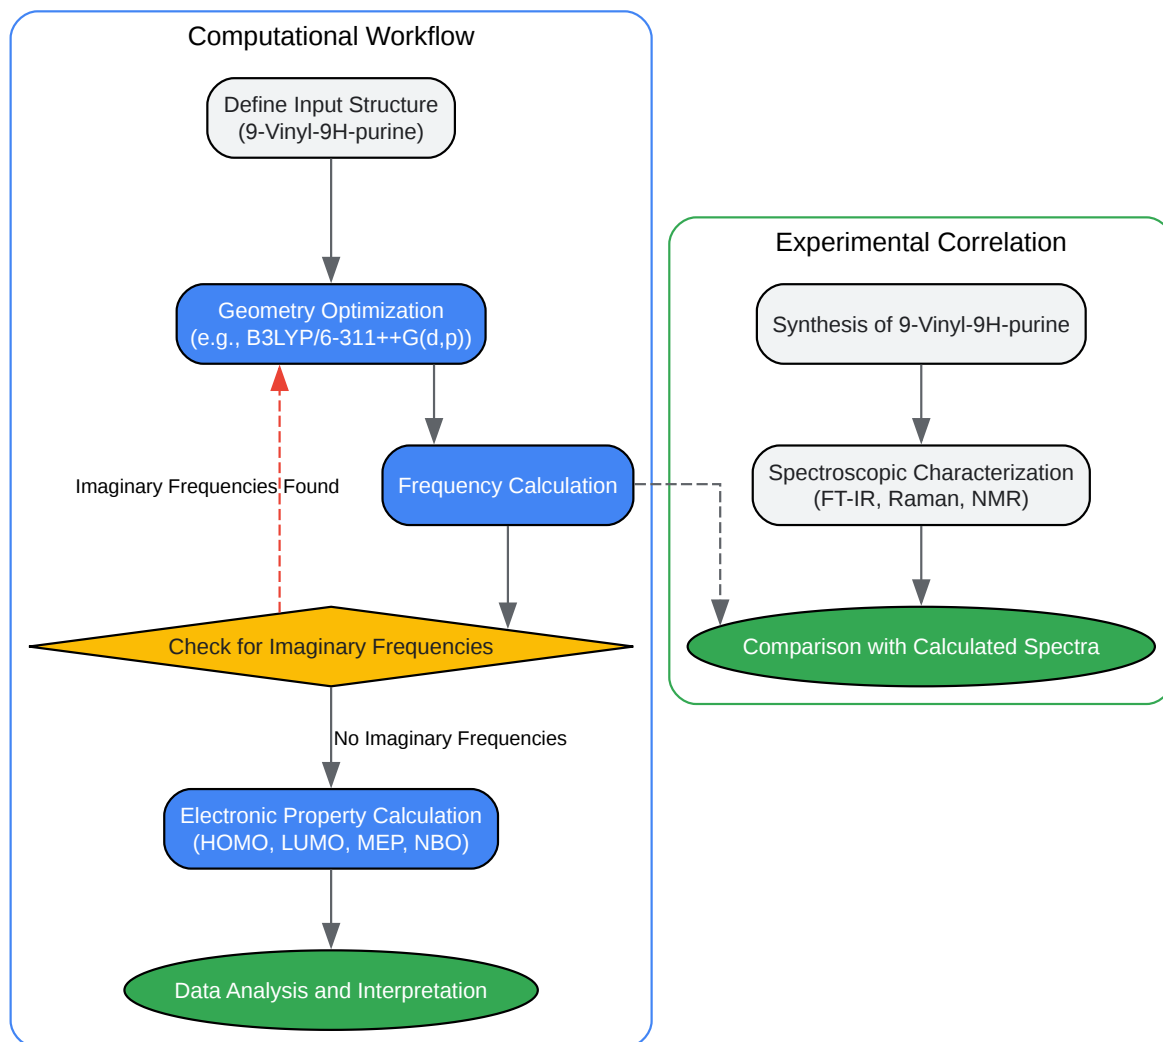 Computational Workflow
Define Input Structure
(9-Vinyl-9H-purine)
Geometry Optimization
(e.g., B3LYP/6-311++G(d,p))
Imaginary Frequencies Found
Frequency Calculation
Check for Imaginary Frequencies
No Imaginary Frequencies
Electronic Property Calculation
(HOMO, LUMO, MEP, NBO)
Data Analysis and Interpretation
Experimental Correlation
Synthesis of 9-Vinyl-9H-purine
Spectroscopic Characterization
(FT-IR, Raman, NMR)
Comparison with Calculated Spectra